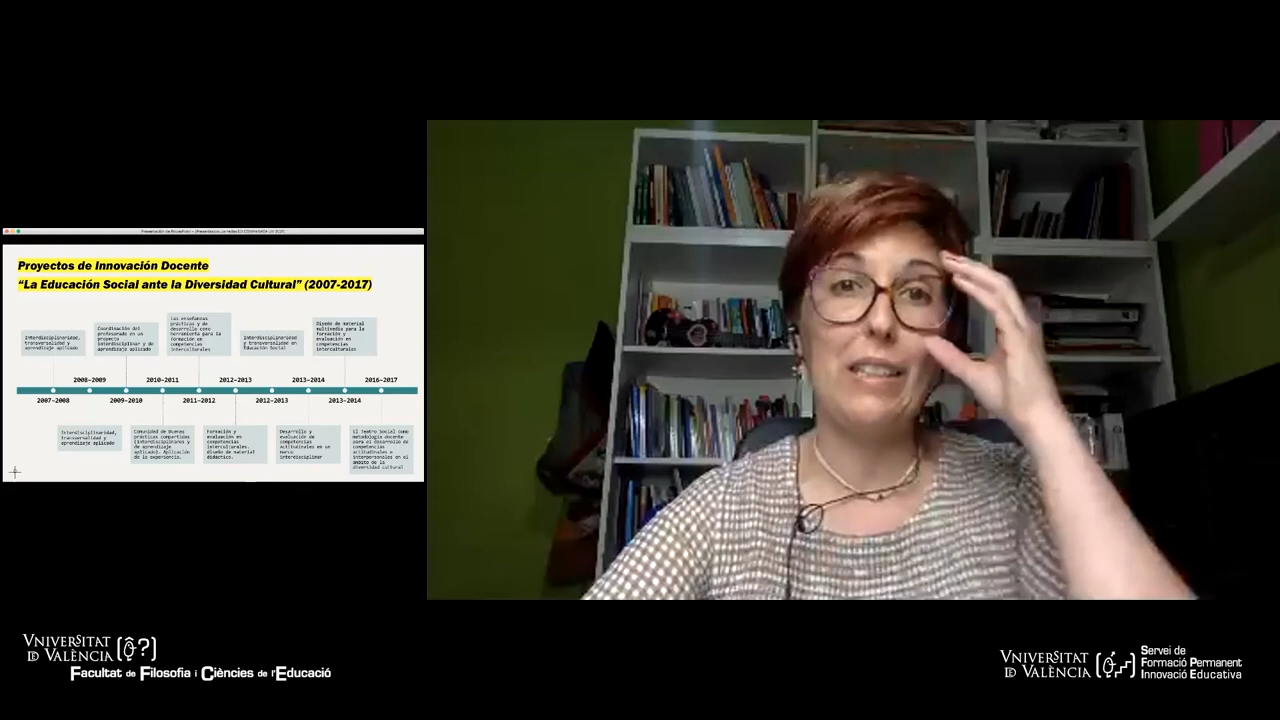 Proyectos de Innovación Docente
“La Educación Social ante la Diversidad Cultural” (2007-2017)
Interdisciplinariedad,
transversalidad y
aprendizaje aplicado
Coordinación del
profesorado en un
proyecto
interdisciplinar y de
aprendizaje aplicado
Las enseñanzas
prácticas y de
desarrollo como
herramienta para la
formación en
competencias
interculturales
Interdisciplinariedad
y transversalidad en
Educación Social
Diseño de material
multimedia para la
formación y
evaluación en
competencias
interculturales
2008-2009
2010-2011
2012-2013
2013-2014
2016-2017
2007-2008
2009-2010
2011-2012
2012-2013
2013-2014
Interdisciplinariedad,
transversalidad y
aprendizaje aplicado
Comunidad de Buenas
prácticas compartidas
(interdisciplinares y
de aprendizaje
aplicado). Aplicación
de la experiencia.
Formación y
evaluación en
competencias
interculturales.
diseño de material
didáctico.
Desarrollo y
evaluación de
competencias
actitudinales en un
marco
interdisciplinar
El Teatro Social como
metodología docente
para el desarrollo de
competencias
actitudinales e
interpersonales en el
ámbito de la
diversidad cultural
VNIVERSITAT
ID VALÈNCIA
Facultat de Filosofia i Ciències de l'Educació
VNIVERSITAT
ID VALÈNCIA
Servei de
Formació Permanent
Innovació Educativa